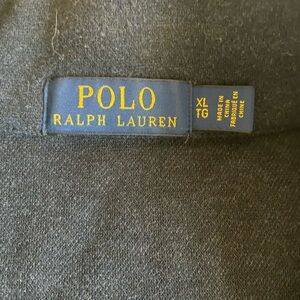 POLO
RALPH LAUREN
XL
TG
MADE IN
CHINA
FABRIQUÉ EN
CHINE